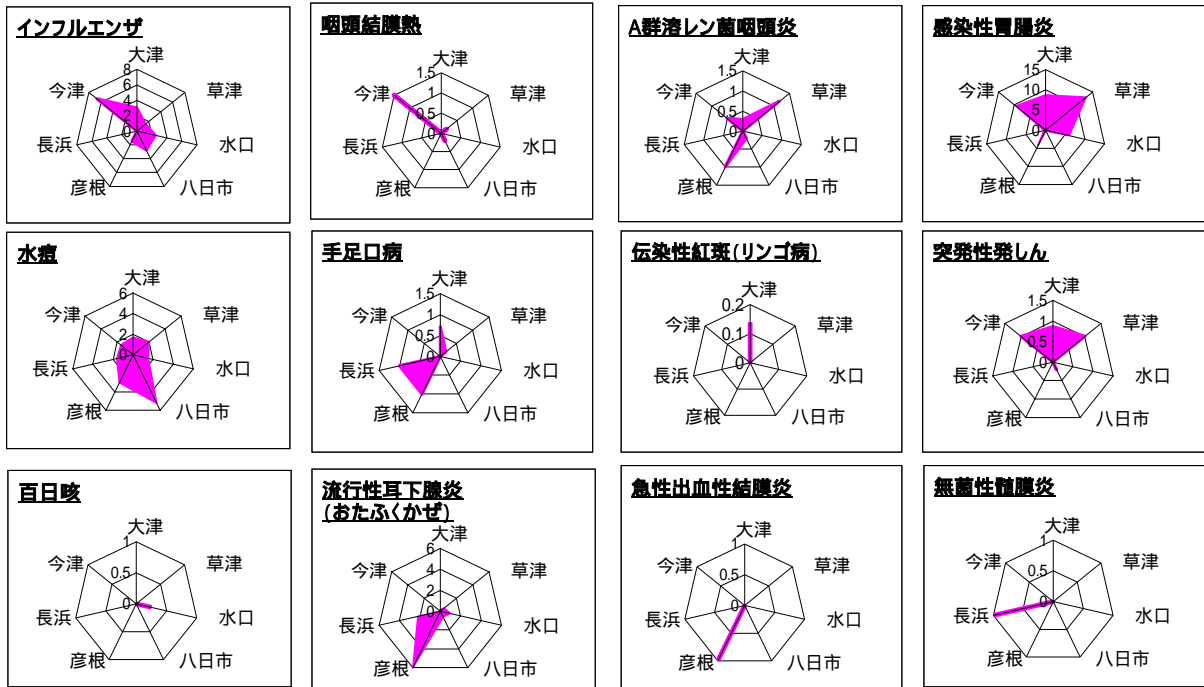 インフルエンザ
大津
草津
水口
八日市
彦根
長浜
今津
8
6
4
2
0
咽頭結膜熱
大津
草津
水口
八日市
彦根
長浜
今津
1.5
1
0.5
0
A群溶レン菌咽頭炎
大津
草津
水口
八日市
彦根
長浜
今津
1.5
1
0.5
0
感染性胃腸炎
大津
草津
水口
八日市
彦根
長浜
今津
15
10
5
0
水痘
大津
草津
水口
八日市
彦根
長浜
今津
6
4
2
0
手足口病
大津
草津
水口
八日市
彦根
長浜
今津
1.5
1
0.5
0
伝染性紅斑(リンゴ病)
大津
草津
水口
八日市
彦根
長浜
今津
0.2
0.1
0
突発性発しん
大津
草津
水口
八日市
彦根
長浜
今津
1.5
1
0.5
0
百日咳
大津
草津
水口
八日市
彦根
長浜
今津
1
0.5
0
流行性耳下腺炎
(おたふくかぜ)
大津
草津
水口
八日市
彦根
長浜
今津
6
4
2
0
急性出血性結膜炎
大津
草津
水口
八日市
彦根
長浜
今津
1
0.5
0
無菌性髄膜炎
大津
草津
水口
八日市
彦根
長浜
今津
1
0.5
0